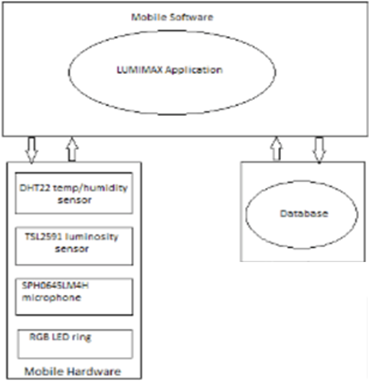 Mobile Software
LUMIMAX Application
DHT22 temp/humidity
sensor
TSL2591 luminosity
sensor
SPH0645LM4H
microphone
RGB LED ring
Mobile Hardware
Database